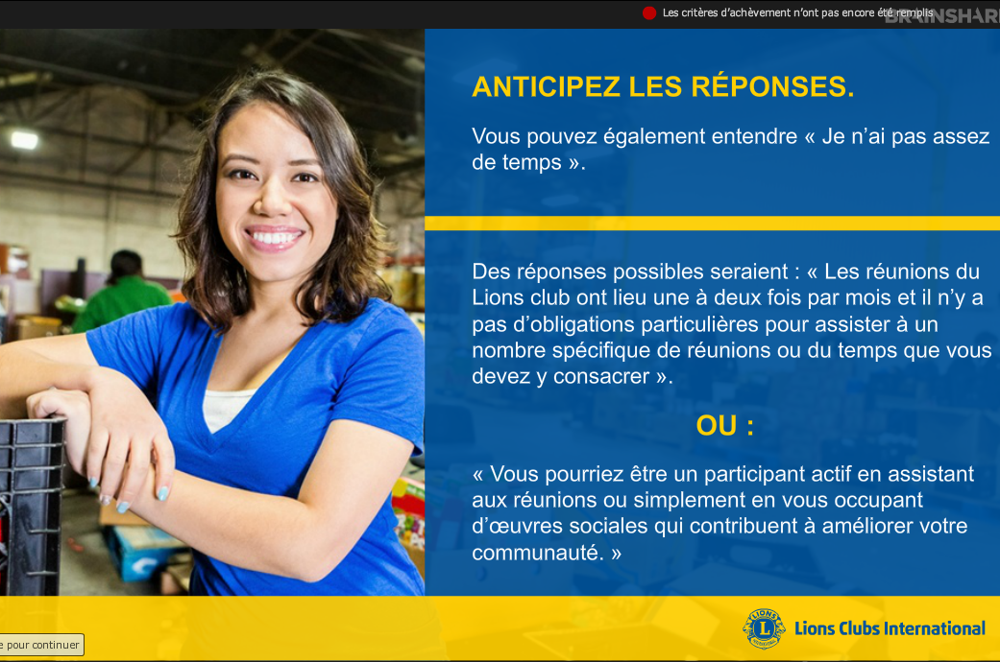 Les critères d'achèvement n'ont pas encore été remplis
BRAINSHARK
ANTICIPEZ LES RÉPONSES.
Vous pouvez également entendre « Je n'ai pas assez
de temps ».
Des réponses possibles seraient : « Les réunions du
Lions club ont lieu une à deux fois par mois et il n'y a
pas d'obligations particulières pour assister à un
nombre spécifique de réunions ou du temps que vous
devez y consacrer ».
OU :
« Vous pourriez être un participant actif en assistant
aux réunions ou simplement en vous occupant
d'œuvres sociales qui contribuent à améliorer votre
communauté. »
LIONS
L
Lions Clubs International
e pour continuer